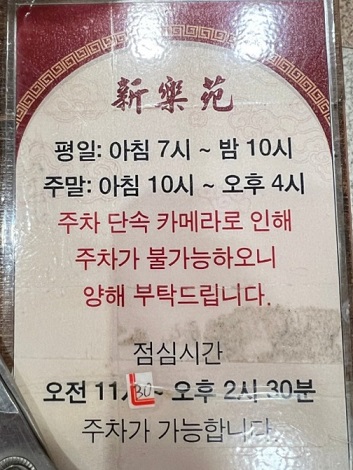 新樂苑
평일: 아침 7시 ~ 밤 10시
주말: 아침 10시 ~ 오후 4시
주차 단속 카메라로 인해
주차가 불가능하오니
양해 부탁드립니다.
점심시간
오전 11시 30 ~ 오후 2시 30분
주차가 가능합니다